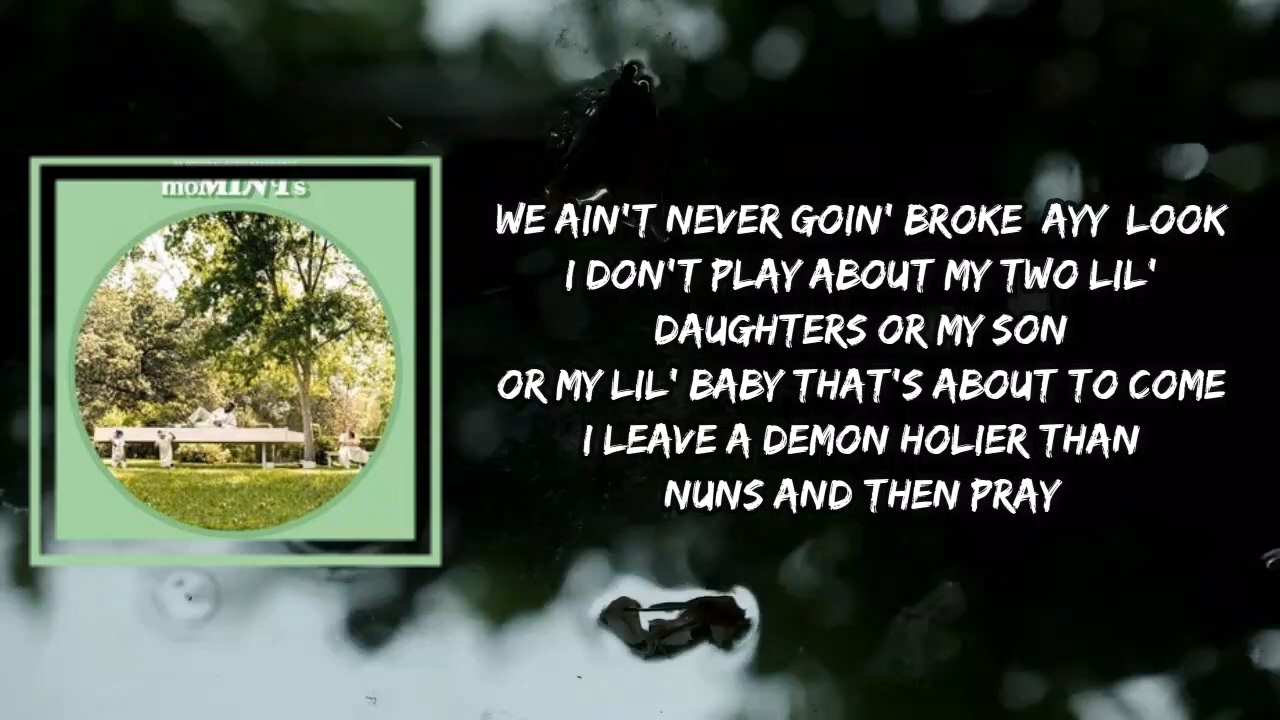 moMINTs
WE AIN'T NEVER GOIN' BROKE AYY LOOK
I DON'T PLAY ABOUT MY TWO LIL'
DAUGHTERS OR MY SON
OR MY LIL' BABY THAT'S ABOUT TO COME
I LEAVE A DEMON HOLIER THAN
NUNS AND THEN PRAY